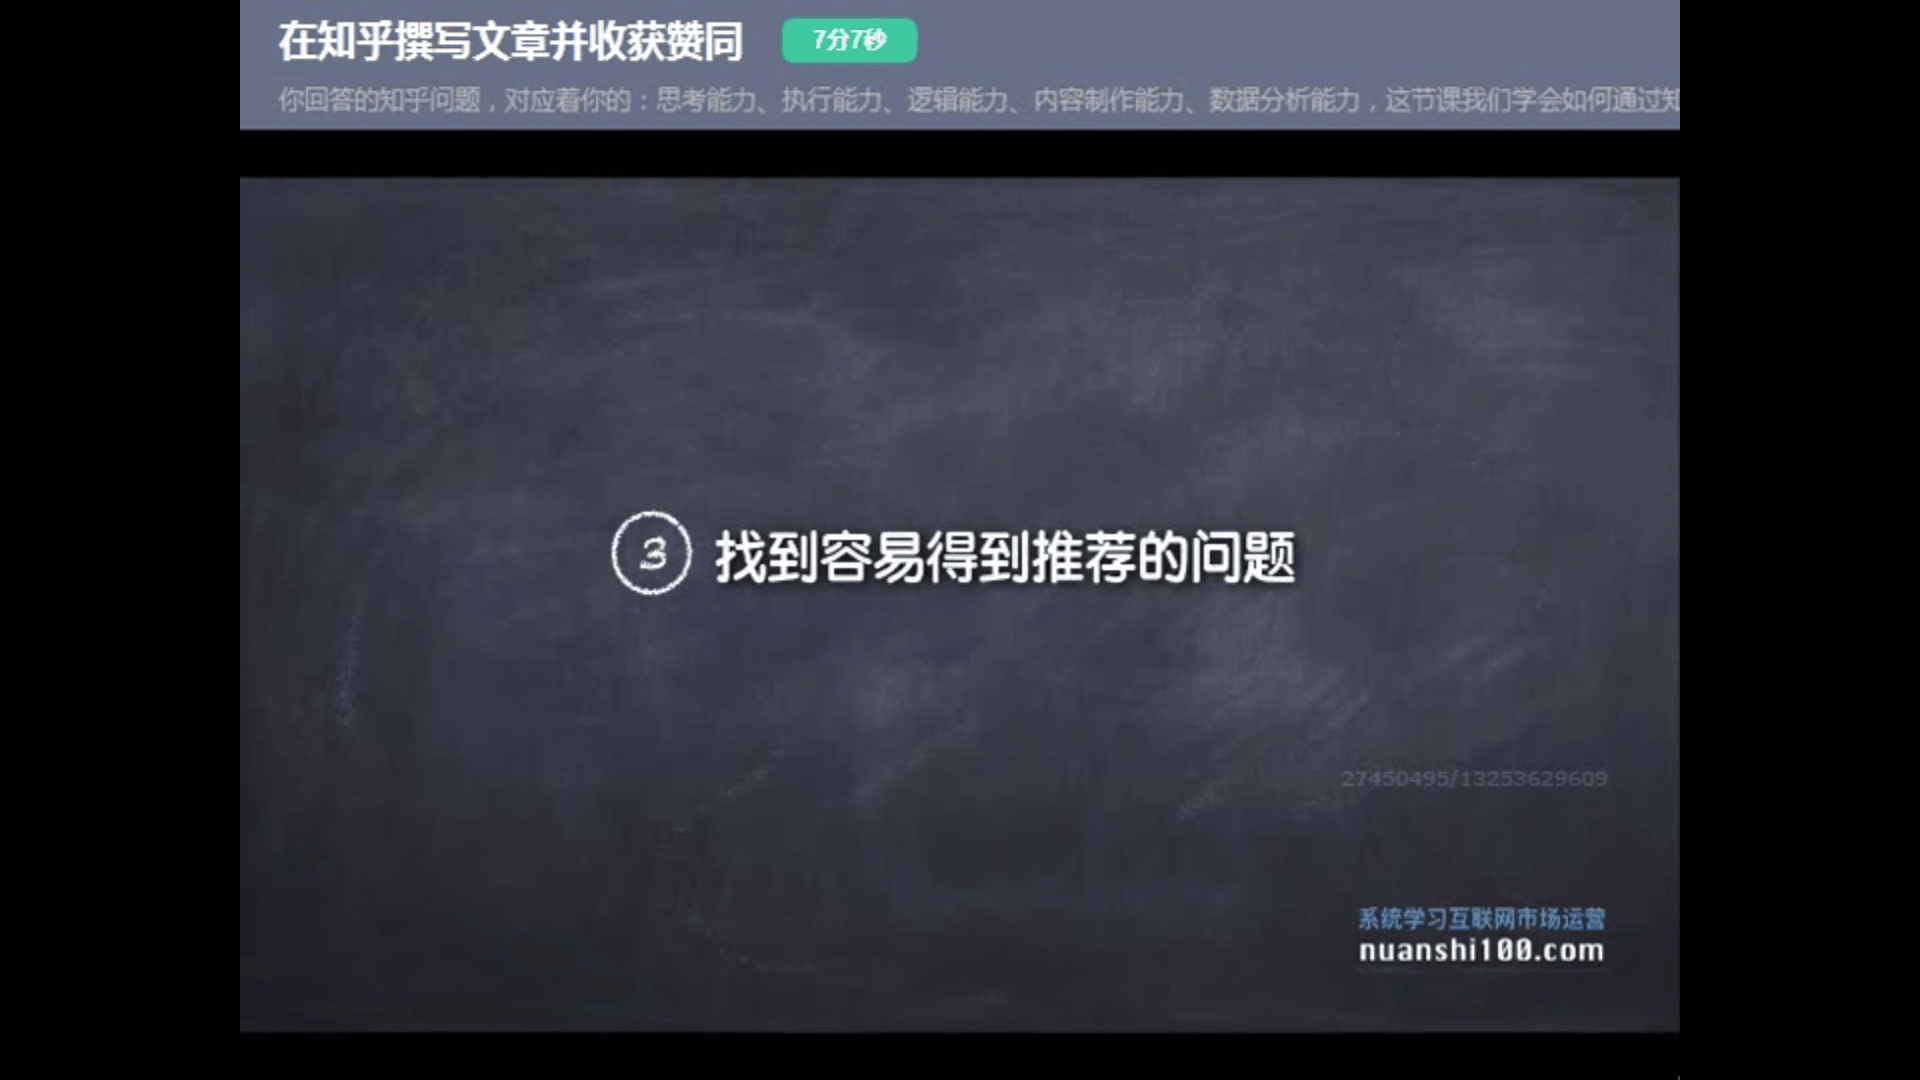 在知乎撰写文章并收获赞同
7分7秒
你回答的知乎问题，对应着你的：思考能力、执行能力、逻辑能力、内容制作能力、数据分析能力，这节课我们学会如何通过知
3 找到容易得到推荐的问题
27450495/13253629609
系统学习互联网市场运营
nuanshi100.com